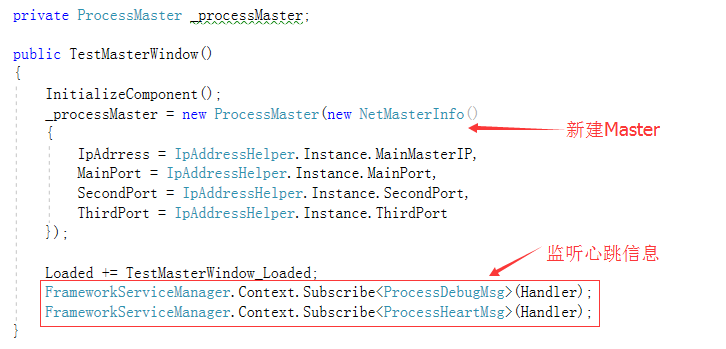 private ProcessMaster _processMaster;
public TestMasterWindow()
{
InitializeComponent();
_processMaster = new ProcessMaster(new NetMasterInfo()
新建Master
{
IpAdrress = IpAddressHelper.Instance.MainMasterIP,
MainPort = IpAddressHelper.Instance.MainPort,
SecondPort = IpAddressHelper.Instance.SecondPort,
ThirdPort = IpAddressHelper.Instance.ThirdPort
});
监听心跳信息
Loaded += TestMasterWindow_Loaded;
FrameworkServiceManager.Context.Subscribe<ProcessDebugMsg>(Handler);
FrameworkServiceManager.Context.Subscribe<ProcessHeartMsg>(Handler);
}